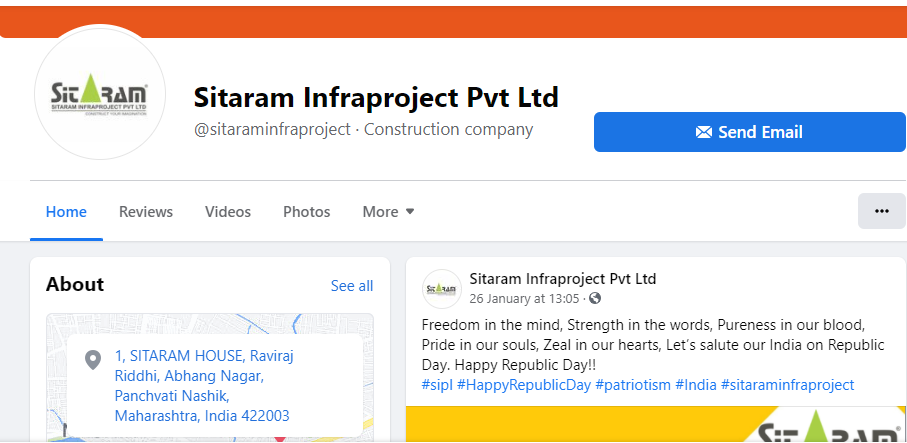 SITARAM
SITARAM INFRAPROJECT PVT LTD
CONSTRUCT YOUR IMAGINATION
Sitaram Infraproject Pvt Ltd
@sitaraminfraproject · Construction company
Send Email
Home Reviews Videos Photos More
About See all
1, SITARAM HOUSE, Raviraj
Riddhi, Abhang Nagar,
Panchvati Nashik,
Maharashtra, India 422003
SITARAM
Sitaram Infraproject Pvt Ltd
26 January at 13:05 ·
Freedom in the mind, Strength in the words, Pureness in our blood,
Pride in our souls, Zeal in our hearts, Let's salute our India on Republic
Day. Happy Republic Day!!
#sipl #HappyRepublicDay #patriotism #India #sitaraminfraproject
SITARAM